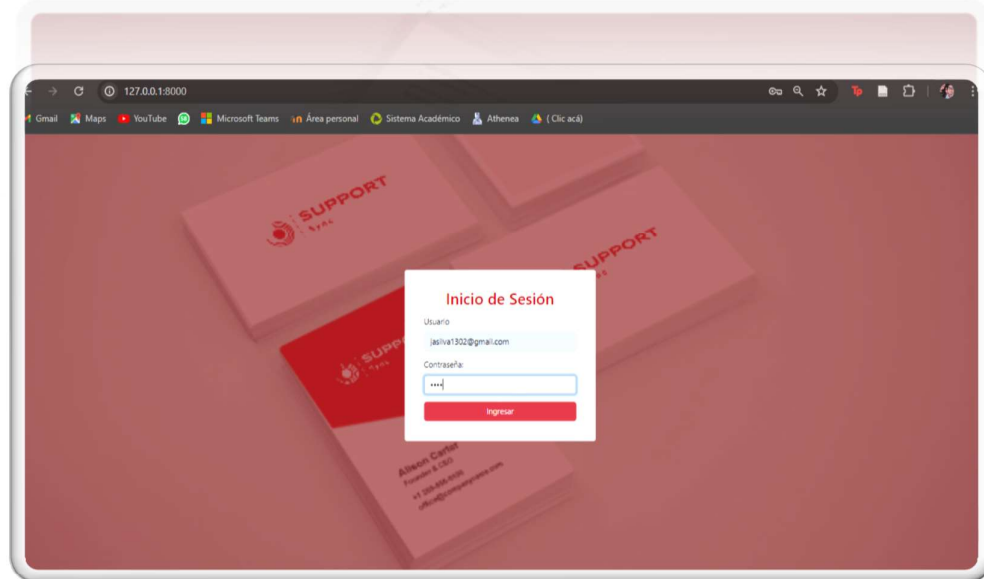 127.0.0.1:8000
Gmail Maps YouTube Microsoft Teams Área personal Sistema Académico Athenea ( Clic acá)
SUPPORT
SUPPORT
Inicio de Sesión
Usuario
jasilva1302@gmail.com
Contraseña:
••••
Ingresar
Alison Carter
Founder & CEO